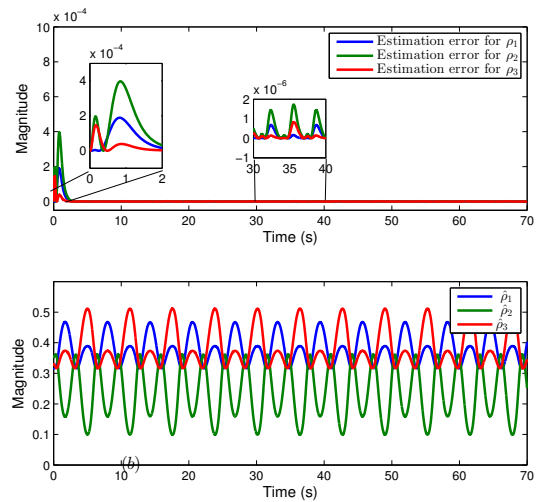 × 10⁻⁴
10
8
6
4
2
0
Magnitude
Estimation error for ρ₁
Estimation error for ρ₂
Estimation error for ρ₃
× 10⁻⁴
4
2
0
0 1 2
× 10⁻⁶
2
1
0
−1
30 35 40
0 10 20 30 40 50 60 70
Time (s)
0.5
0.4
0.3
0.2
0.1
0
Magnitude
ρ̂₁
ρ̂₂
ρ̂₃
(b)
0 10 20 30 40 50 60 70
Time (s)